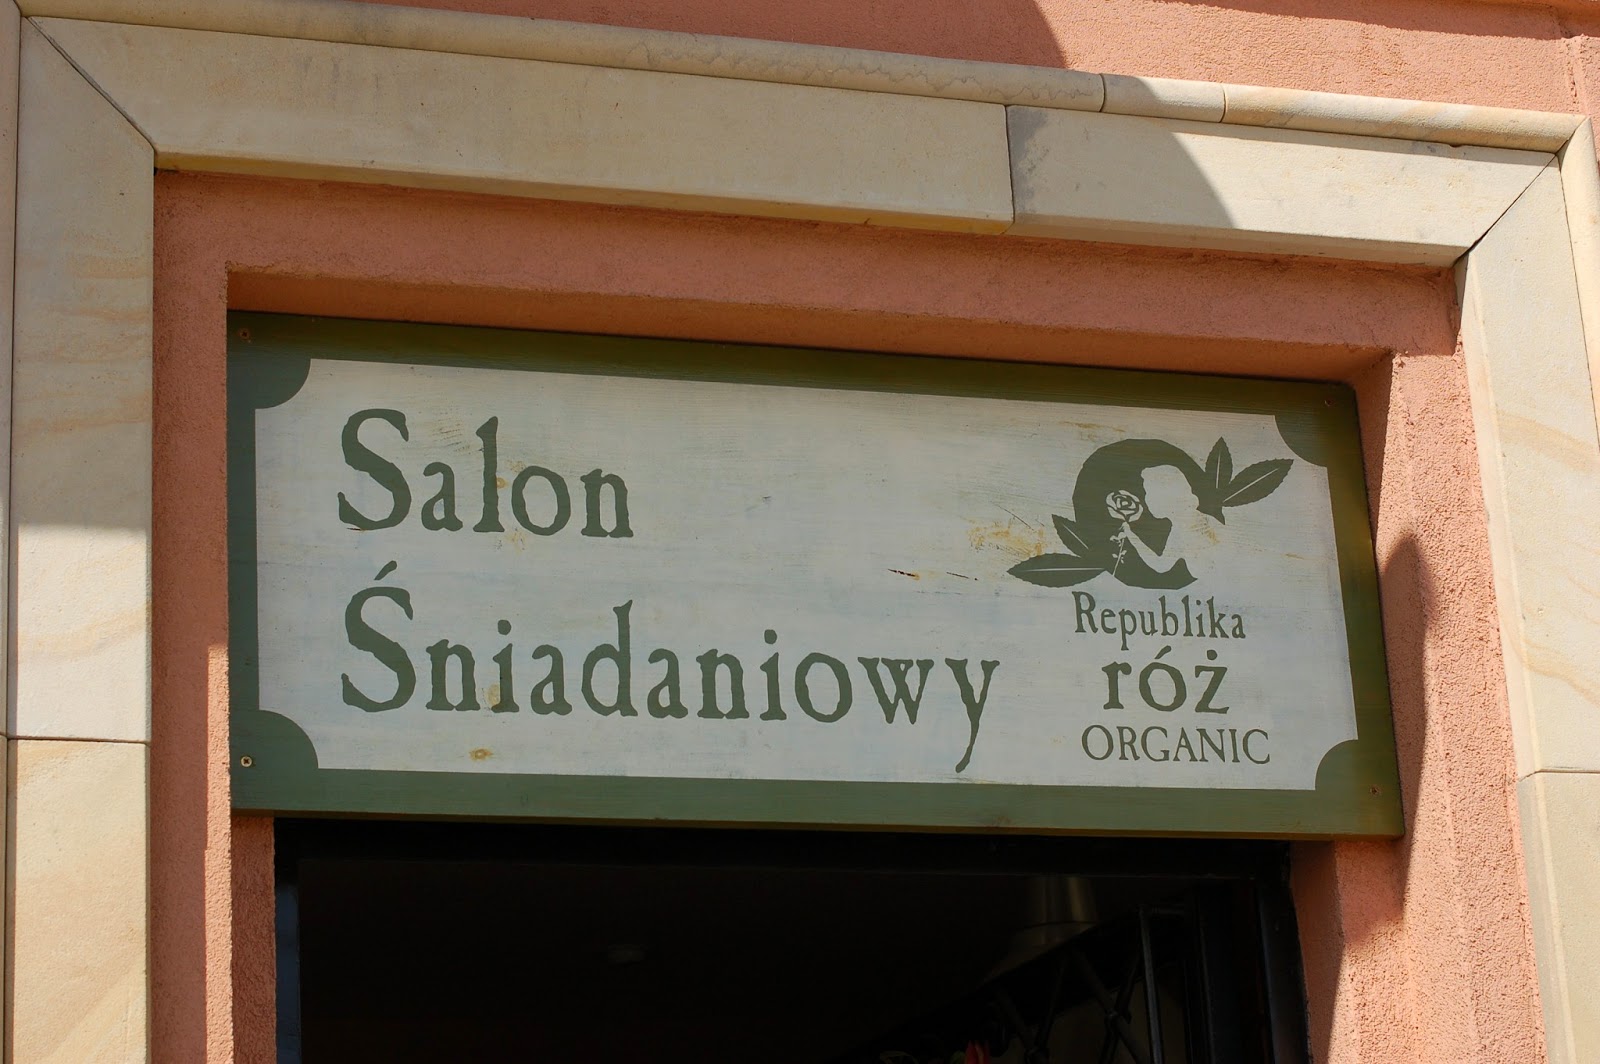 Salon
Śniadaniowy
Republika
róż
ORGANIC